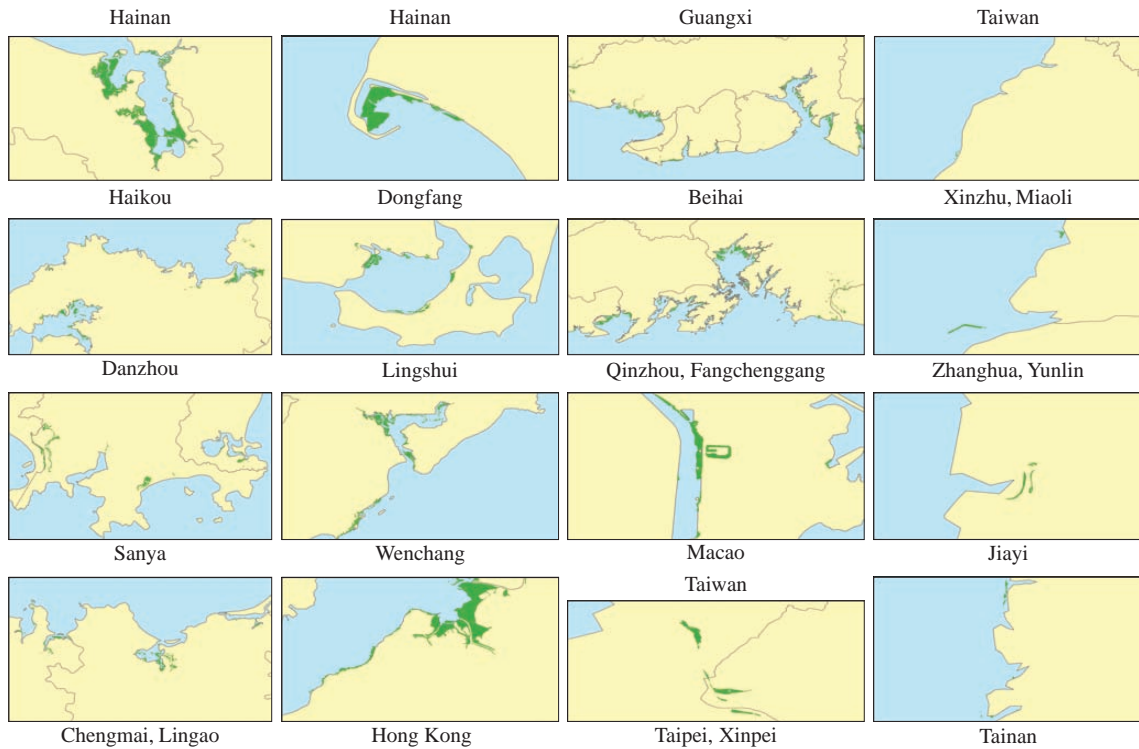 Hainan Hainan Guangxi Taiwan
Haikou Dongfang Beihai Xinzhu, Miaoli
Danzhou Lingshui Qinzhou, Fangchenggang Zhanghua, Yunlin
Sanya Wenchang Macao Jiayi
Taiwan
Chengmai, Lingao Hong Kong Taipei, Xinpei Tainan